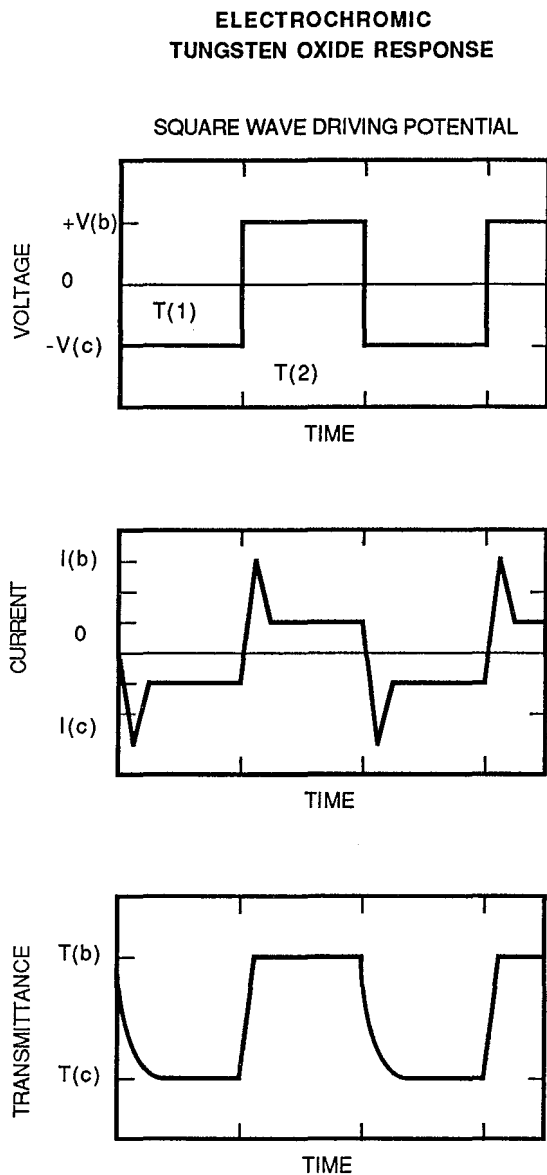 ELECTROCHROMIC
TUNGSTEN OXIDE RESPONSE
SQUARE WAVE DRIVING POTENTIAL
VOLTAGE
+V(b)
0
-V(c)
T(1)
T(2)
TIME
CURRENT
I(b)
0
I(c)
TIME
TRANSMITTANCE
T(b)
T(c)
TIME